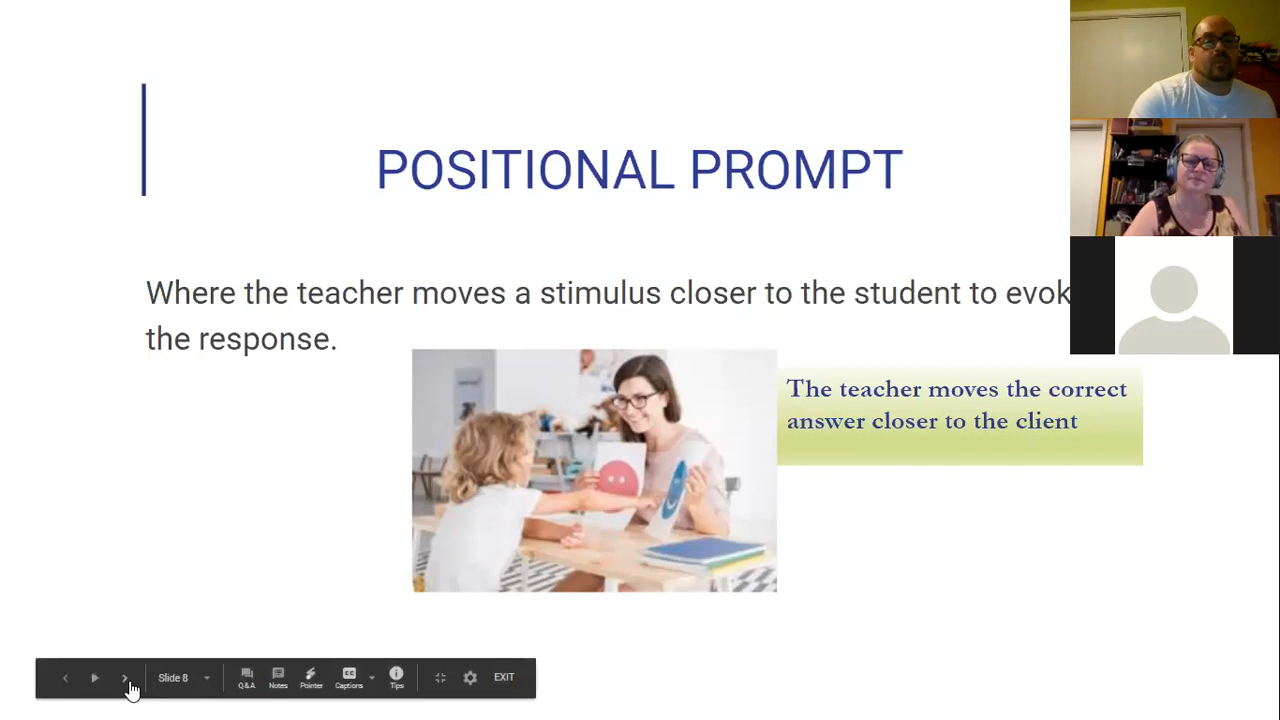 POSITIONAL PROMPT
Where the teacher moves a stimulus closer to the student to evok
the response.
The teacher moves the correct
answer closer to the client
Slide 8
Q&A
Notes
Pointer
CC
Captions
Tips
EXIT